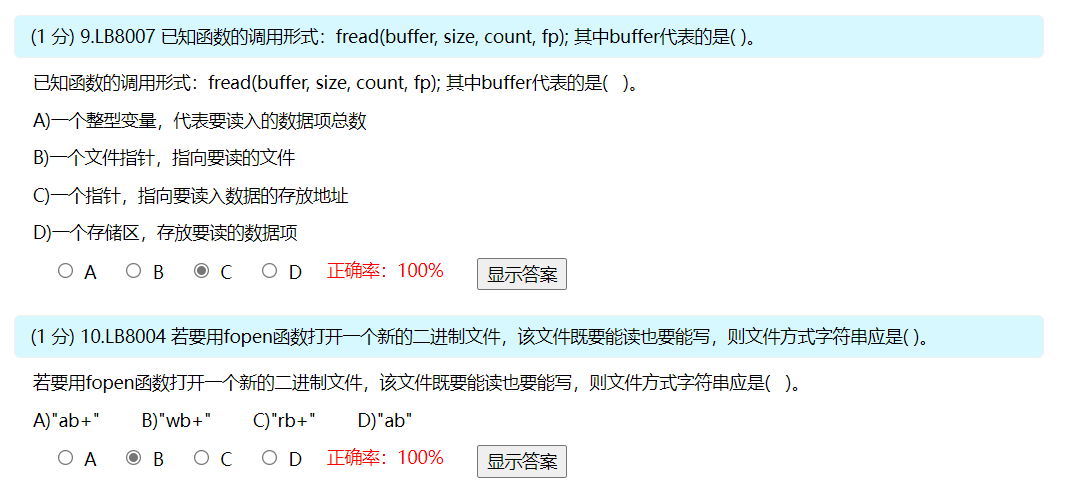 (1 分) 9.LB8007 已知函数的调用形式：fread(buffer, size, count, fp); 其中buffer代表的是( )。
已知函数的调用形式：fread(buffer, size, count, fp); 其中buffer代表的是(   )。
A)一个整型变量，代表要读入的数据项总数
B)一个文件指针，指向要读的文件
C)一个指针，指向要读入数据的存放地址
D)一个存储区，存放要读的数据项
A B C D 正确率：100% 显示答案
(1 分) 10.LB8004 若要用fopen函数打开一个新的二进制文件，该文件既要能读也要能写，则文件方式字符串应是( )。
若要用fopen函数打开一个新的二进制文件，该文件既要能读也要能写，则文件方式字符串应是(   )。
A)"ab+" B)"wb+" C)"rb+" D)"ab"
A B C D 正确率：100% 显示答案